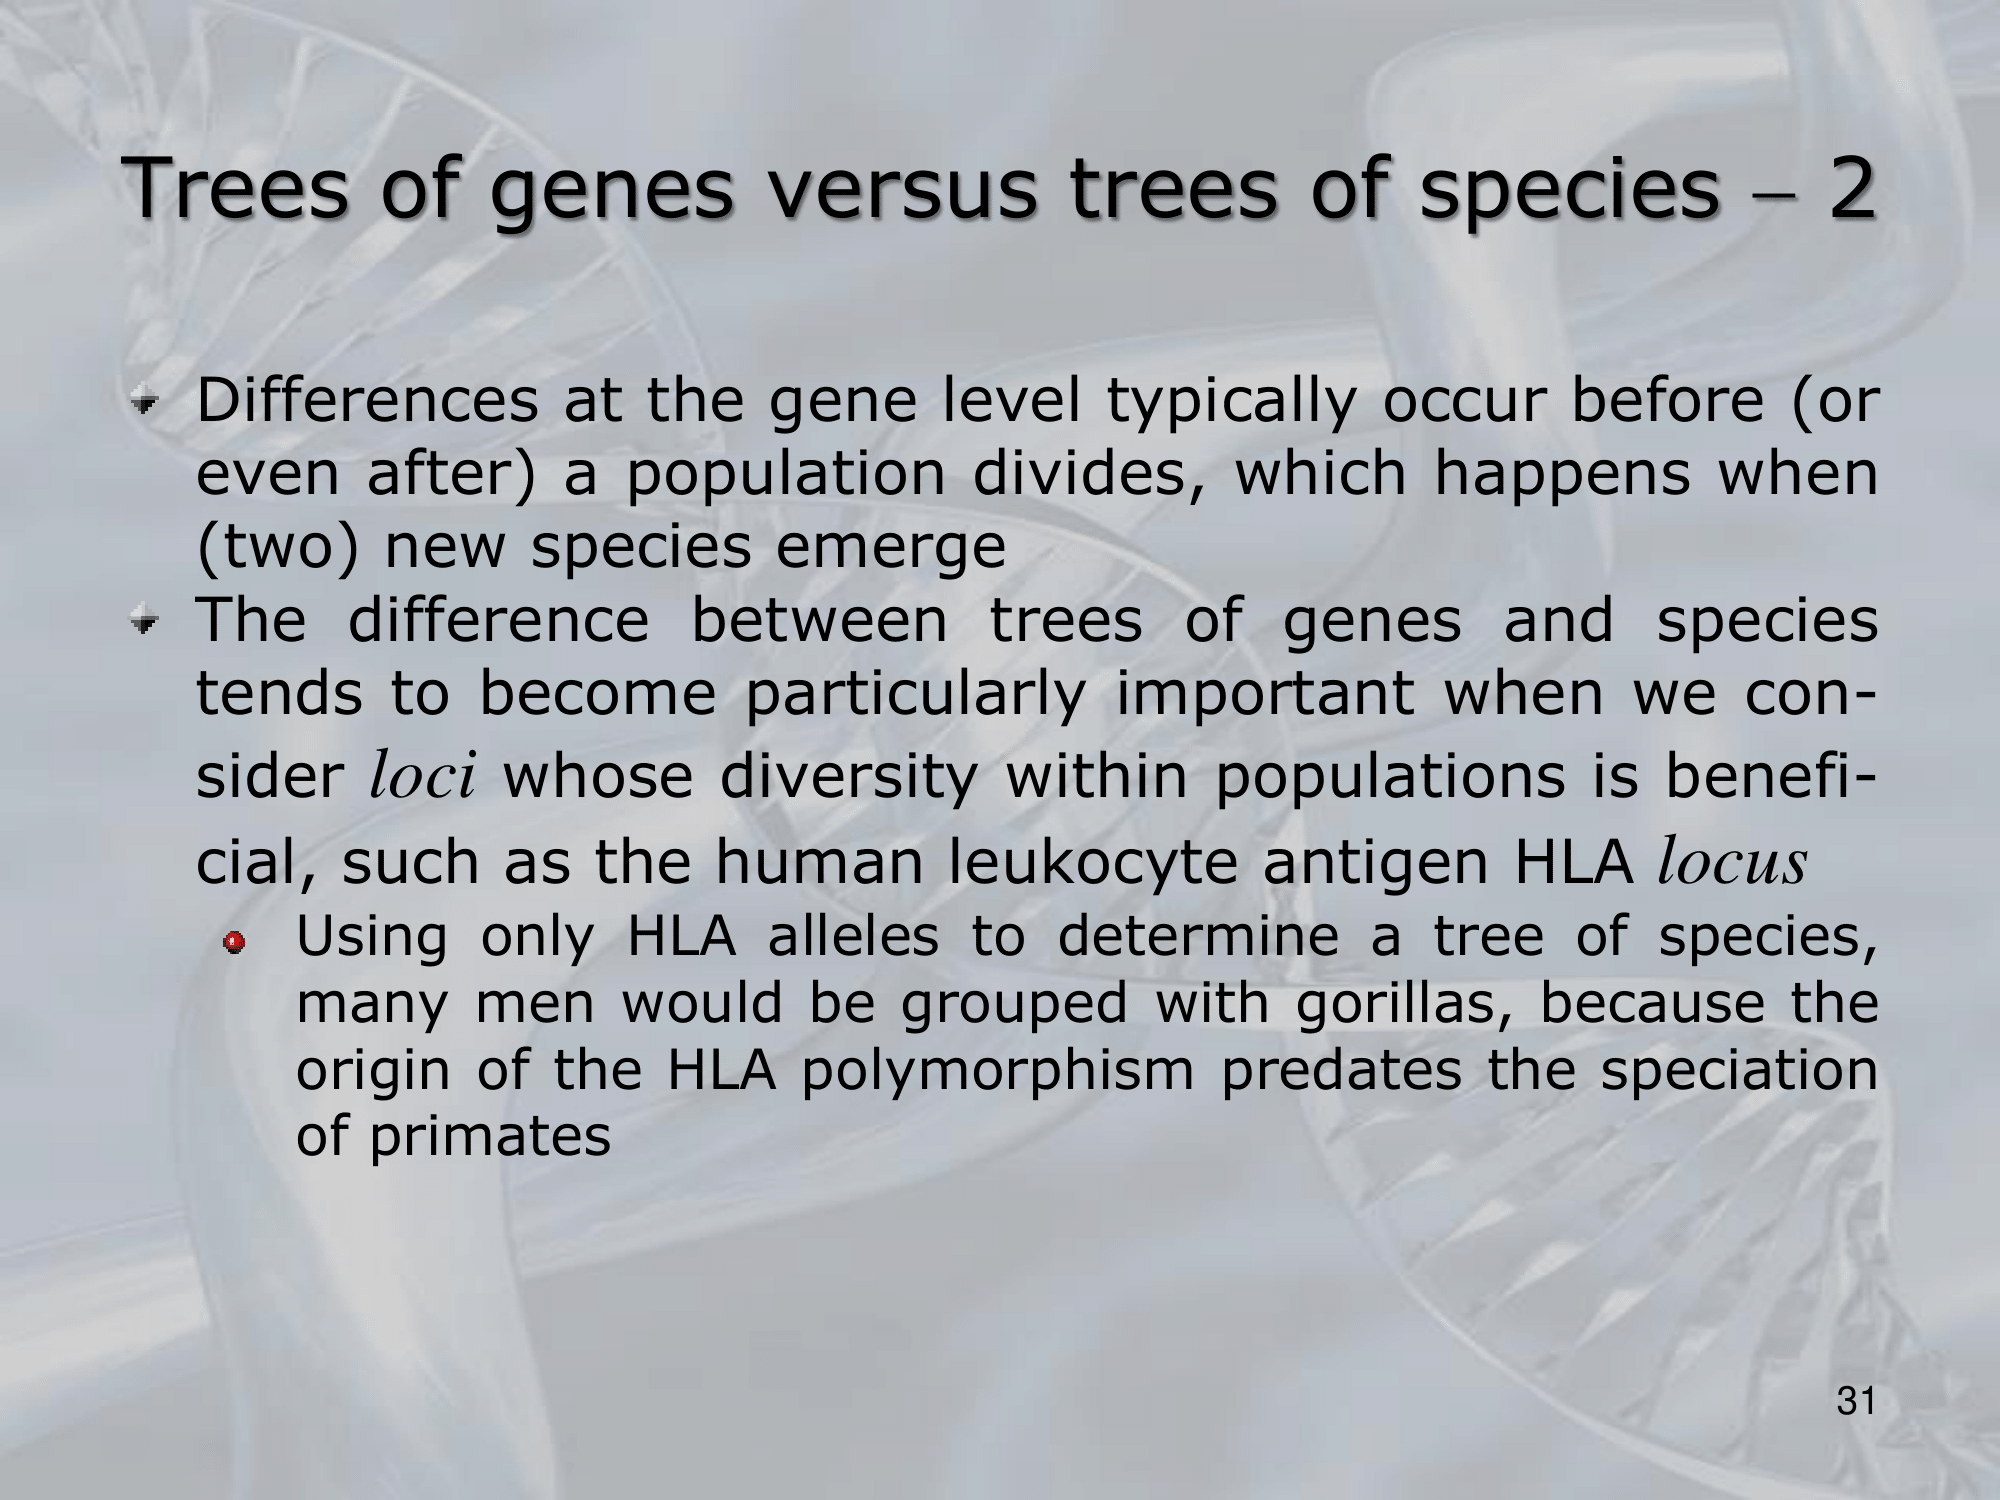 Trees of genes versus trees of species – 2
Differences at the gene level typically occur before (or
even after) a population divides, which happens when
(two) new species emerge
The difference between trees of genes and species
tends to become particularly important when we con-
sider loci whose diversity within populations is benefi-
cial, such as the human leukocyte antigen HLA locus
Using only HLA alleles to determine a tree of species,
many men would be grouped with gorillas, because the
origin of the HLA polymorphism predates the speciation
of primates
31